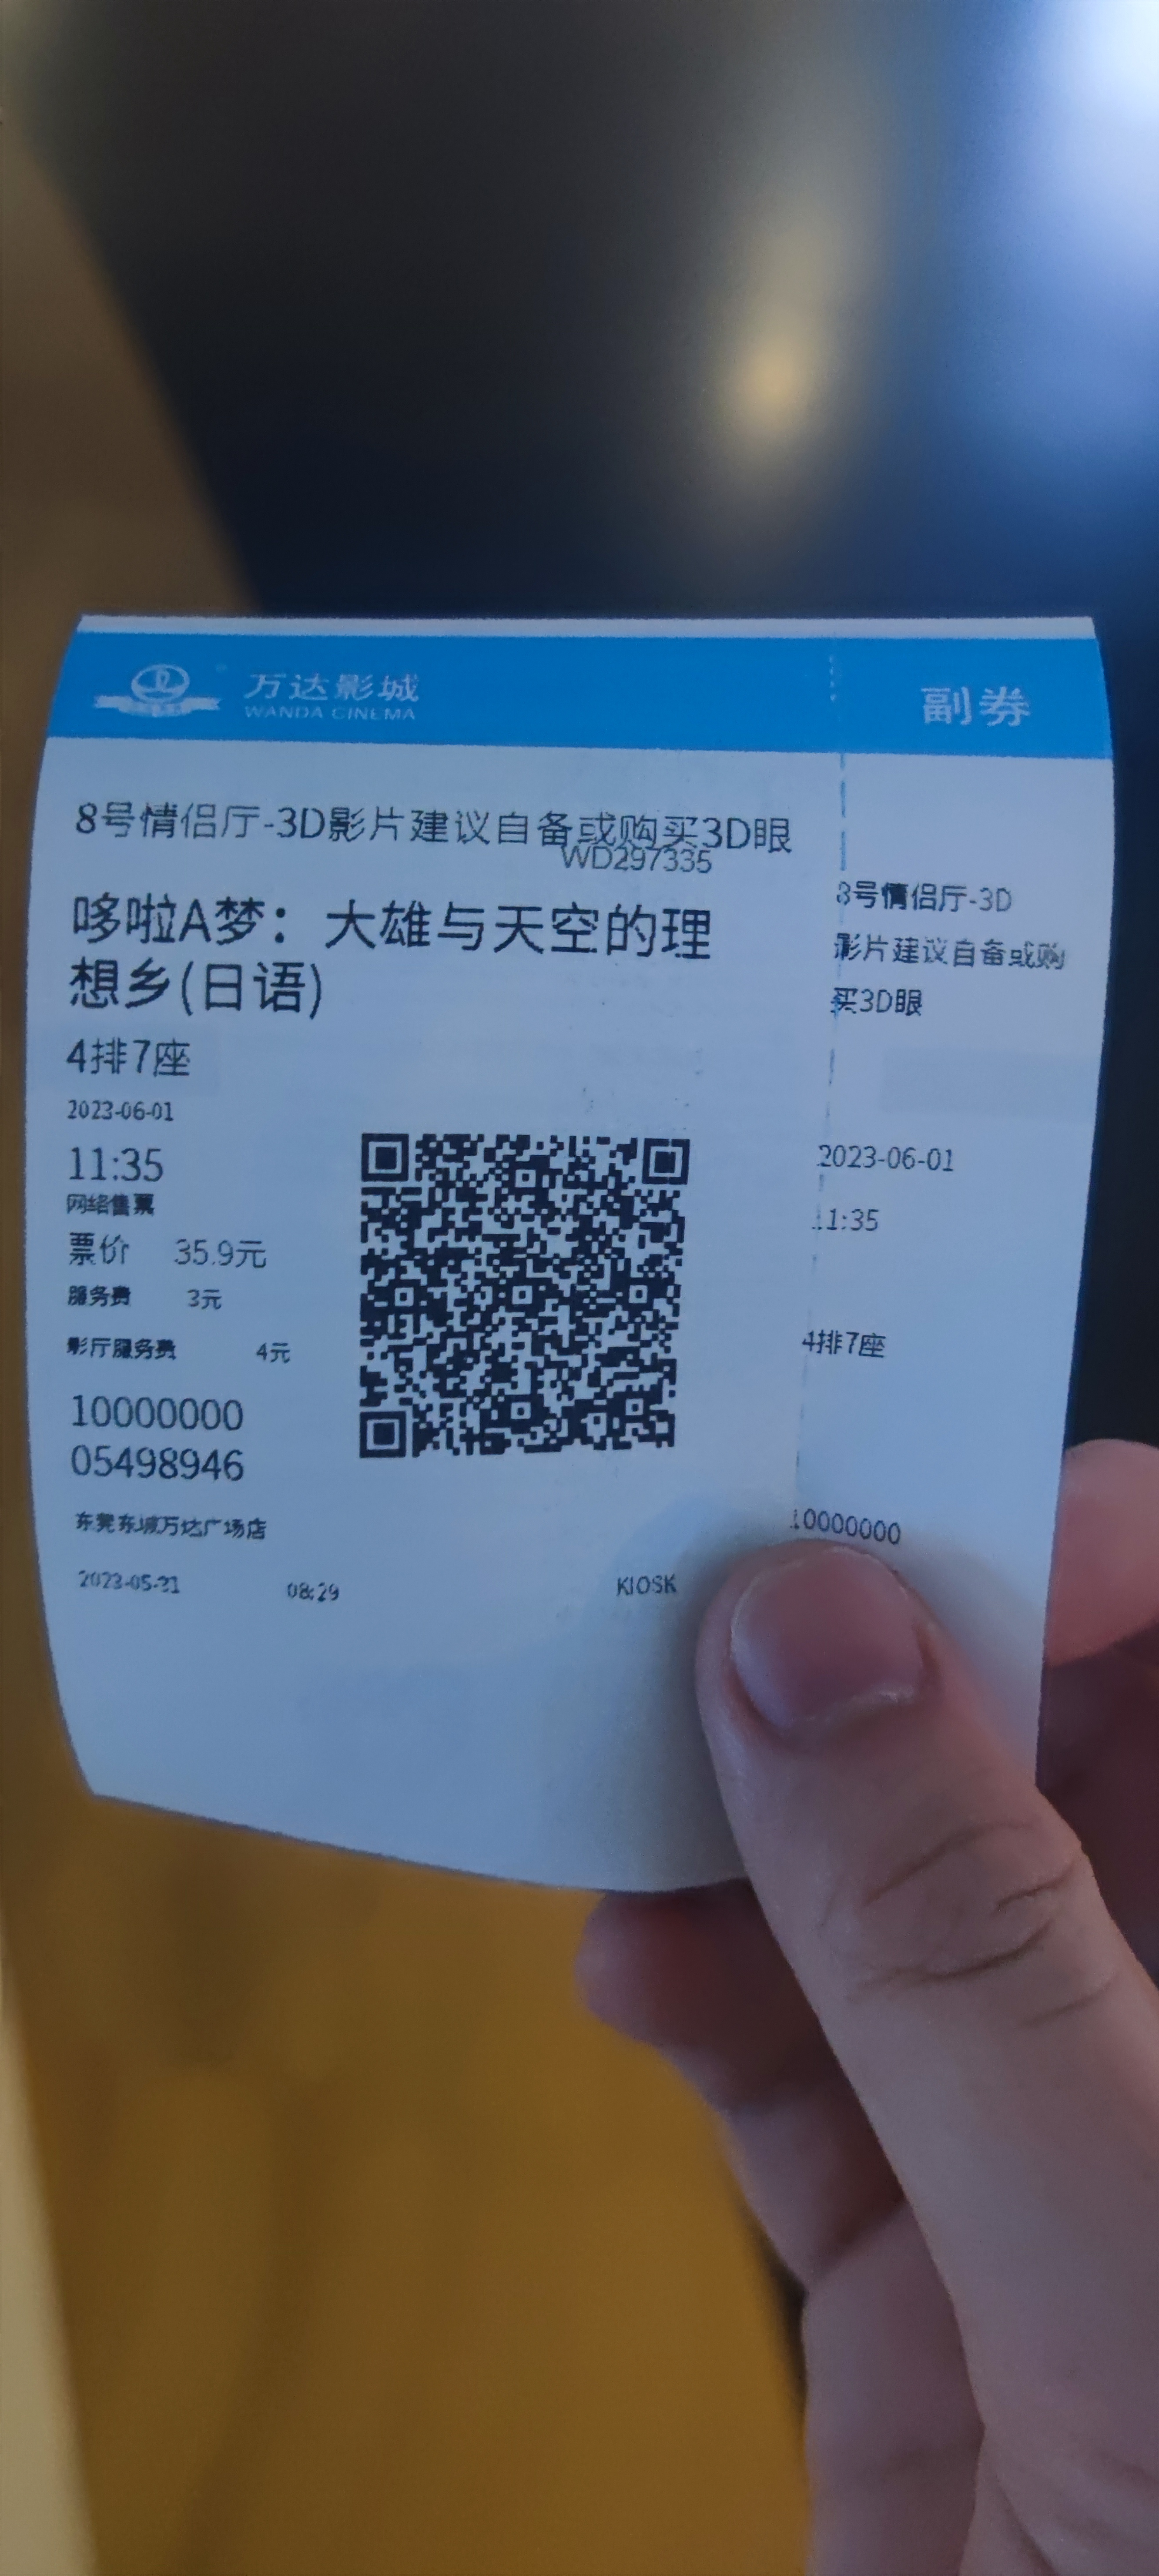 万达影城
WANDA CINEMA
副券
8号情侣厅-3D影片建议自备或购买3D眼
WD297335
哆啦A梦：大雄与天空的理
想乡(日语)
4排7座
2023-06-01
11:35
网络售票
票价 35.9元
服务费 3元
影厅服务费 4元
10000000
05498946
东莞东城万达广场店
2023-05-31 08:29 KIOSK
8号情侣厅-3D
影片建议自备或购
买3D眼
2023-06-01
11:35
4排7座
10000000